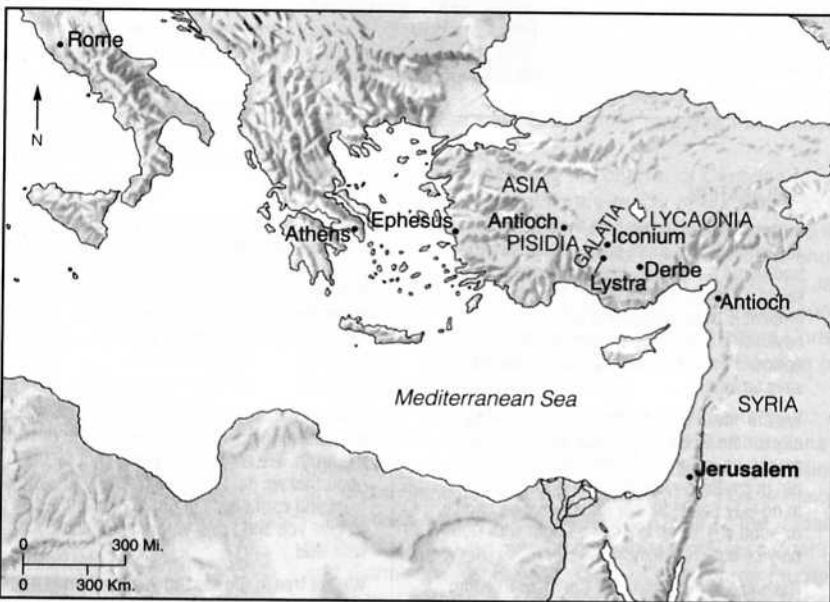 Rome
N
ASIA
Athens
Ephesus
Antioch
PISIDIA
GALATIA
LYCAONIA
Iconium
Lystra
Derbe
Antioch
Mediterranean Sea
SYRIA
Jerusalem
0 300 Mi.
0 300 Km.